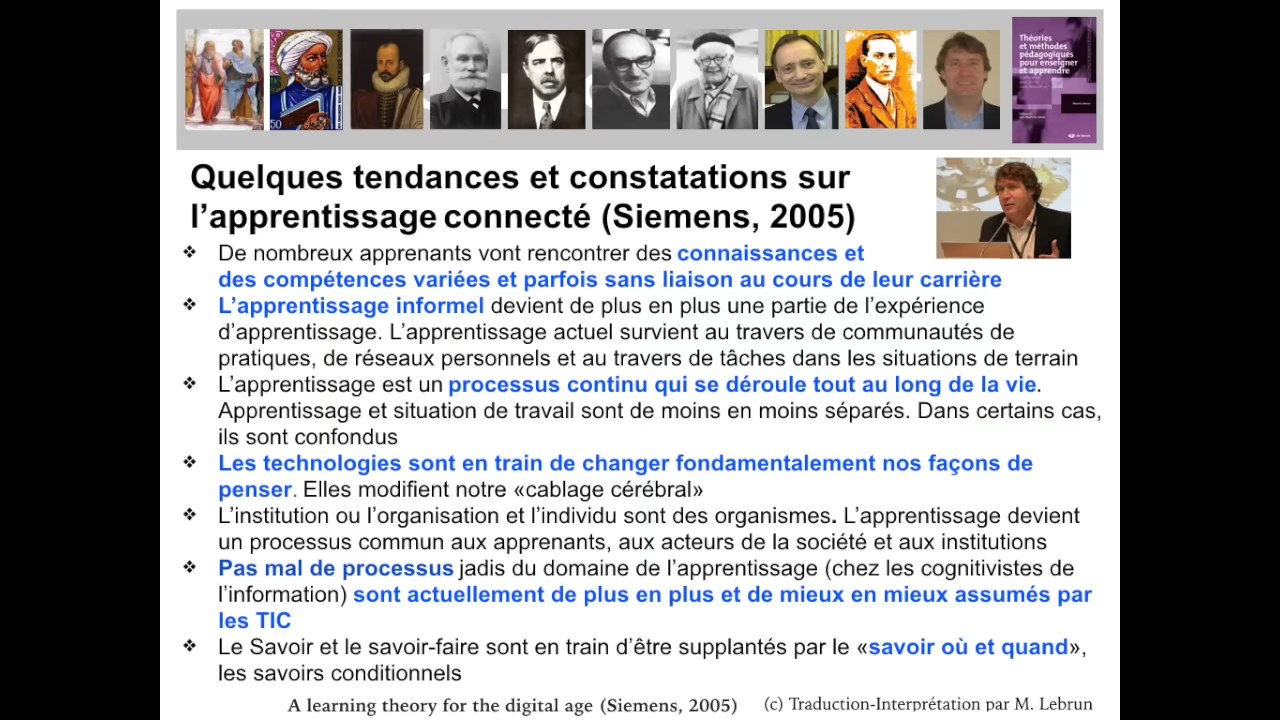 Théories
et méthodes
pédagogiques
pour enseigner
et apprendre
50
Quelques tendances et constatations sur
l’apprentissage connecté (Siemens, 2005)
❖ De nombreux apprenants vont rencontrer des connaissances et
des compétences variées et parfois sans liaison au cours de leur carrière
❖ L’apprentissage informel devient de plus en plus une partie de l’expérience
d’apprentissage. L’apprentissage actuel survient au travers de communautés de
pratiques, de réseaux personnels et au travers de tâches dans les situations de terrain
❖ L’apprentissage est un processus continu qui se déroule tout au long de la vie.
Apprentissage et situation de travail sont de moins en moins séparés. Dans certains cas,
ils sont confondus
❖ Les technologies sont en train de changer fondamentalement nos façons de
penser. Elles modifient notre «cablage cérébral»
❖ L’institution ou l’organisation et l’individu sont des organismes. L’apprentissage devient
un processus commun aux apprenants, aux acteurs de la société et aux institutions
❖ Pas mal de processus jadis du domaine de l’apprentissage (chez les cognitivistes de
l’information) sont actuellement de plus en plus et de mieux en mieux assumés par
les TIC
❖ Le Savoir et le savoir-faire sont en train d’être supplantés par le «savoir où et quand»,
les savoirs conditionnels
A learning theory for the digital age (Siemens, 2005) (c) Traduction-Interprétation par M. Lebrun